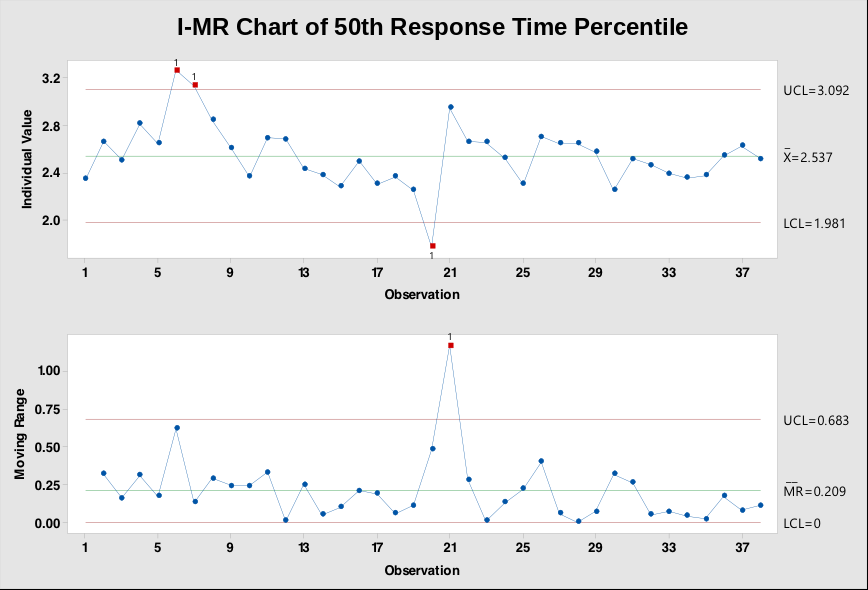 I-MR Chart of 50th Response Time Percentile
1
1
3.2
UCL=3.092
2.8
Individual Value
X̄=2.537
2.4
2.0
LCL=1.981
1
1 5 9 13 17 21 25 29 33 37
Observation
1
1.00
0.75
UCL=0.683
Moving Range
0.50
0.25
M̅R̅=0.209
0.00
LCL=0
1 5 9 13 17 21 25 29 33 37
Observation